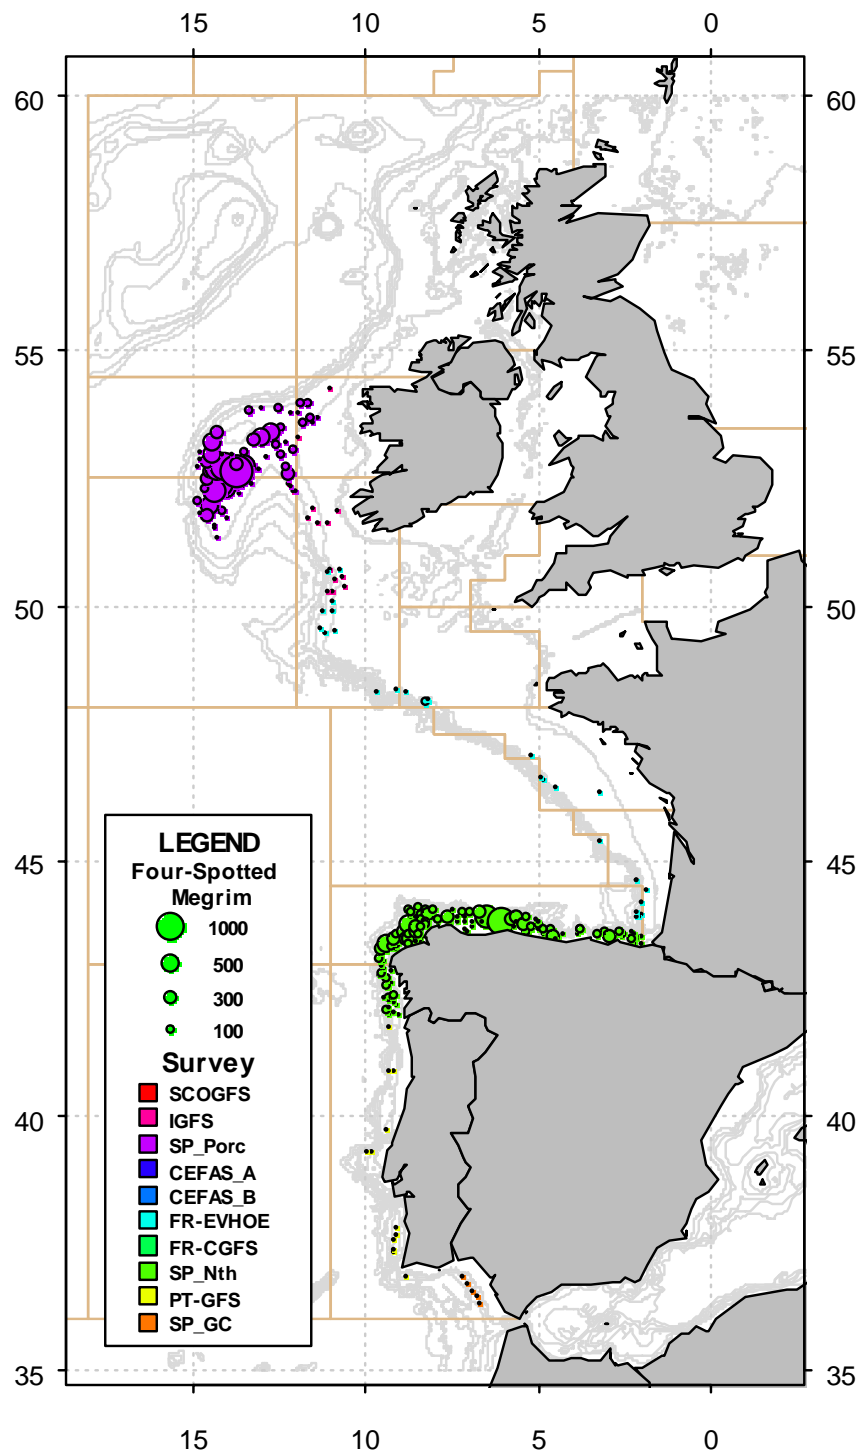 15 10 5 0
60 60
55 55
50 50
45 45
LEGEND
Four-Spotted
Megrim
1000
500
300
100
Survey
SCOGFS
IGFS
SP_Porc
CEFAS_A
CEFAS_B
FR-EVHOE
FR-CGFS
SP_Nth
PT-GFS
SP_GC
40 40
35 35
15 10 5 0